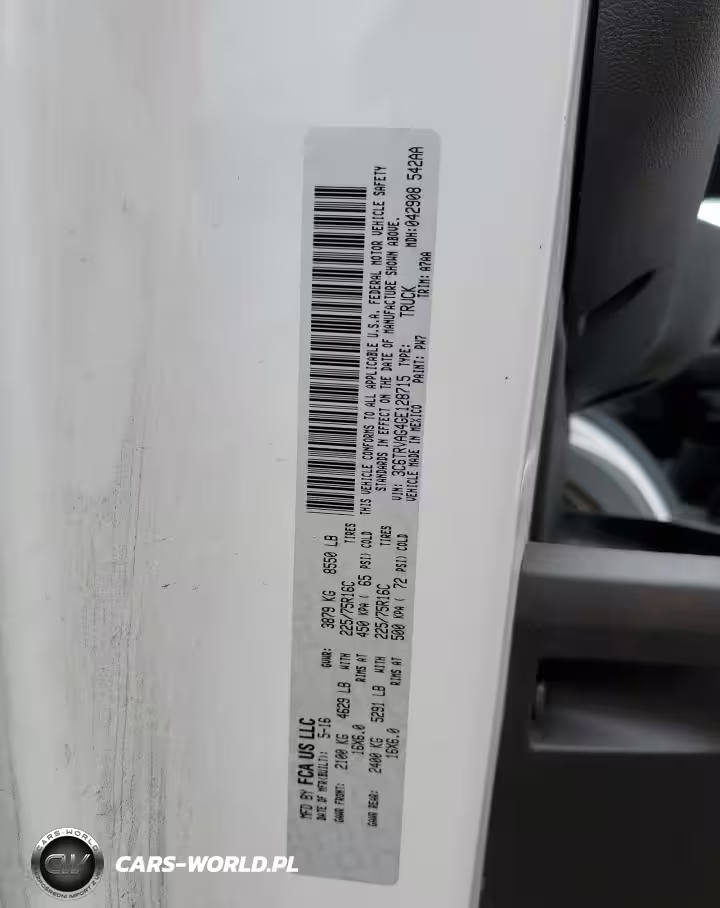 MFD BY FCA US LLC
DATE OF MFR(BUILT): 5-16 GVWR: 3879 KG 8550 LB
GAWR FRONT: 2100 KG 4629 LB WITH 225/75R16C TIRES
16X6.0 RIMS AT 450 KPA ( 65 PSI) COLD
GAWR REAR: 2400 KG 5291 LB WITH 225/75R16C TIRES
16X6.0 RIMS AT 500 KPA ( 72 PSI) COLD
THIS VEHICLE CONFORMS TO ALL APPLICABLE U.S.A. FEDERAL MOTOR VEHICLE SAFETY
STANDARDS IN EFFECT ON THE DATE OF MANUFACTURE SHOWN ABOVE.
VIN: 3C6TRVAG4GE128715 TYPE: TRUCK MDH:042908 542AA
VEHICLE MADE IN MEXICO PAINT: PW7 TRIM: A7AA
CARS-WORLD
CW
CARS-WORLD.PL